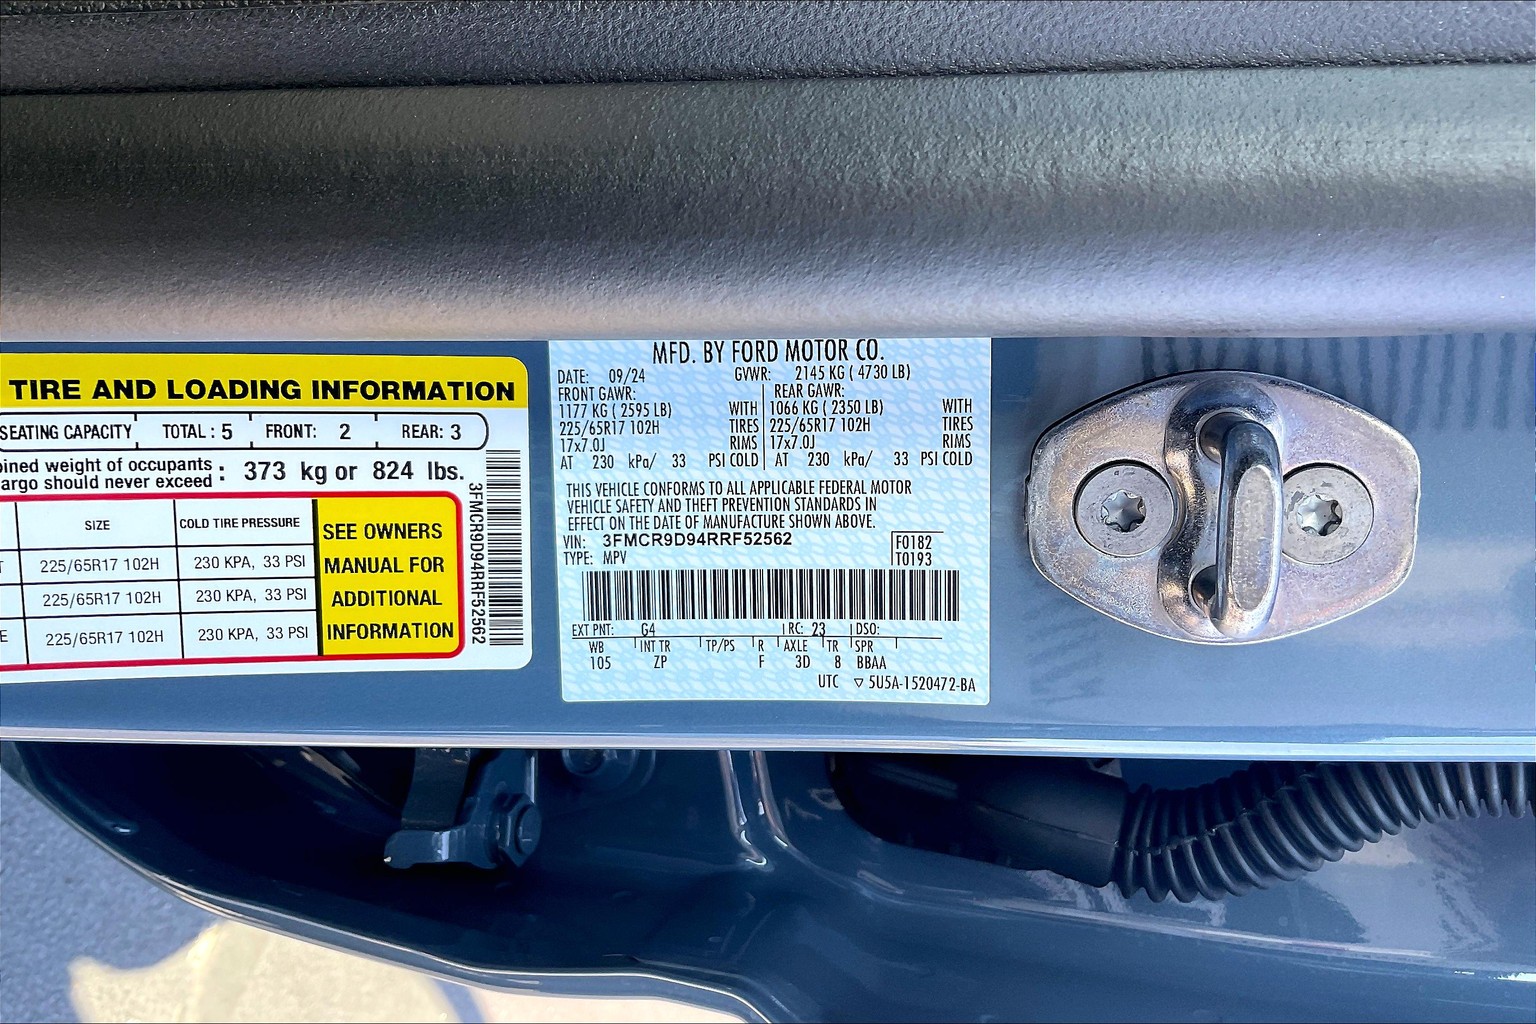 TIRE AND LOADING INFORMATION
SEATING CAPACITY TOTAL: 5 FRONT: 2 REAR: 3
weight of occupants
should never exceed : 373 kg or 824 lbs.
SIZE COLD TIRE PRESSURE
225/65R17 102H 230 KPA, 33 PSI
225/65R17 102H 230 KPA, 33 PSI
225/65R17 102H 230 KPA, 33 PSI
SEE OWNERS
MANUAL FOR
ADDITIONAL
INFORMATION
3FMCR9D94RRF52562
MFD. BY FORD MOTOR CO.
DATE: 09/24 GVWR: 2145 KG ( 4730 LB)
FRONT GAWR: REAR GAWR:
1177 KG ( 2595 LB) WITH 1066 KG ( 2350 LB) WITH
225/65R17 102H TIRES 225/65R17 102H TIRES
17x7.0J RIMS 17x7.0J RIMS
AT 230 kPa/ 33 PSI COLD AT 230 kPa/ 33 PSI COLD
THIS VEHICLE CONFORMS TO ALL APPLICABLE FEDERAL MOTOR
VEHICLE SAFETY AND THEFT PREVENTION STANDARDS IN
EFFECT ON THE DATE OF MANUFACTURE SHOWN ABOVE.
VIN: 3FMCR9D94RRF52562 F0182
TYPE: MPV T0193
EXT PNT: G4 RC: 23 DSO:
WB INT TR TP/PS R AXLE TR SPR
105 ZP F 3D 8 BBAA
UTC ▽ 5U5A-1520472-BA